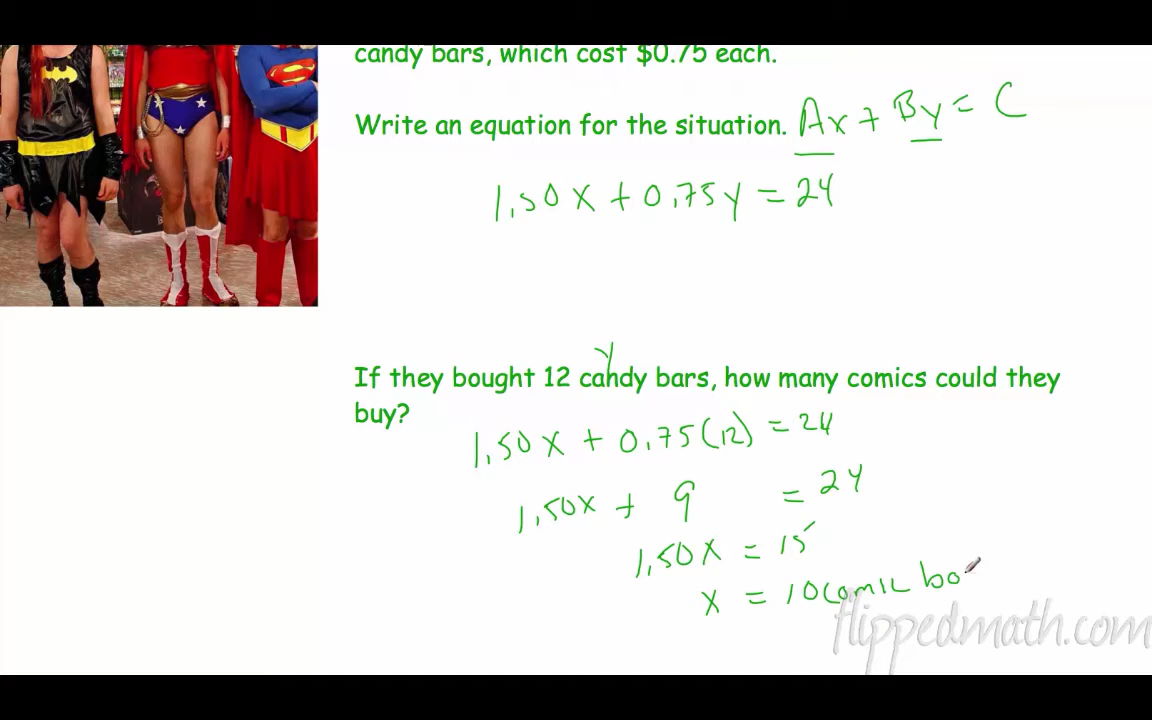 candy bars, which cost $0.75 each.
Write an equation for the situation. Ax + By = C
1.50x + 0.75y = 24
y
If they bought 12 candy bars, how many comics could they
buy?
1.50x + 0.75(12) = 24
1.50x + 9 = 24
1.50x = 15
x = 10 comic bo
flippedmath.com